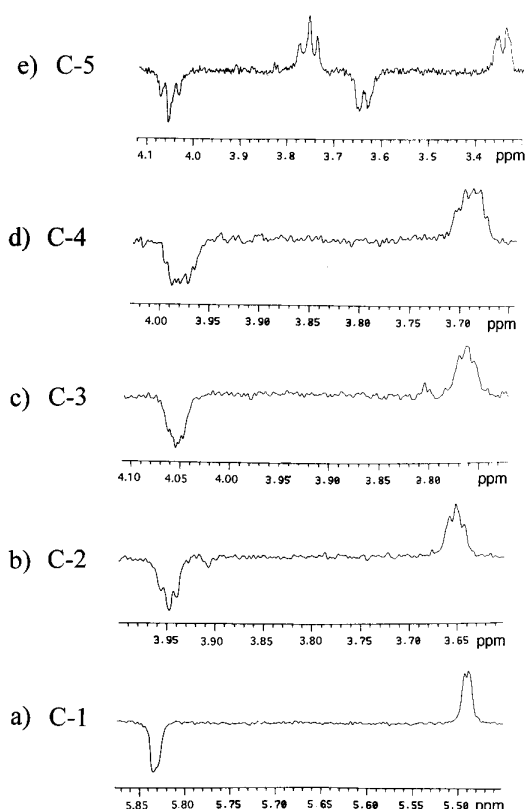 e) C-5
4.1 4.0 3.9 3.8 3.7 3.6 3.5 3.4 ppm
d) C-4
4.00 3.95 3.90 3.85 3.80 3.75 3.70 ppm
c) C-3
4.10 4.05 4.00 3.95 3.90 3.85 3.80 ppm
b) C-2
3.95 3.90 3.85 3.80 3.75 3.70 3.65 ppm
a) C-1
5.85 5.80 5.75 5.70 5.65 5.60 5.55 5.50 ppm